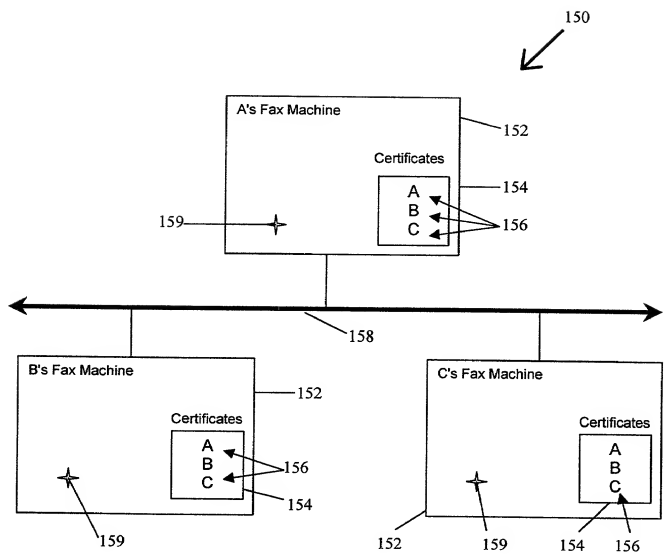 150
A's Fax Machine
152
Certificates
154
A
B
C
156
159
158
B's Fax Machine
152
Certificates
A
B
C
156
154
159
C's Fax Machine
Certificates
A
B
C
152
159
154
156